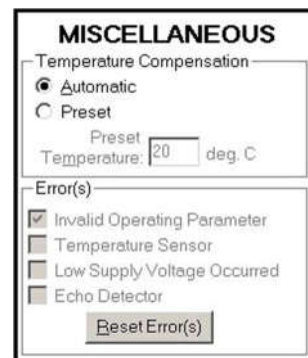 MISCELLANEOUS
Temperature Compensation
Automatic
Preset
Preset
Temperature: 20 deg. C
Error(s)
Invalid Operating Parameter
Temperature Sensor
Low Supply Voltage Occurred
Echo Detector
Reset Error(s)